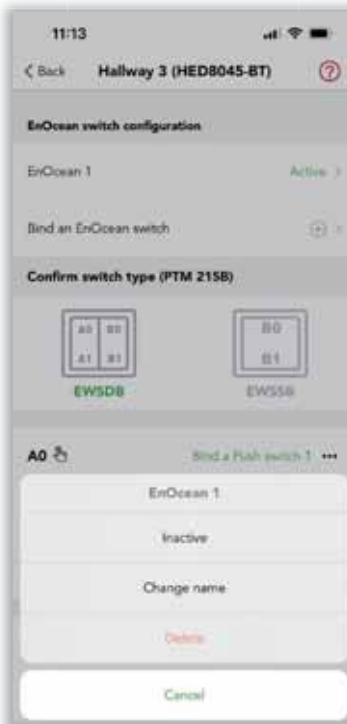 11:13
Back Hallway 3 (HED8045-BT) ?
EnOcean switch configuration
EnOcean 1 Active
Bind an EnOcean switch
Confirm switch type (PTM 215B)
A0 B0 B0
A1 B1 B1
EWSDB EWSSB
A0 Bind a Push switch 1 •••
EnOcean 1
Inactive
Change name
Delete
Cancel